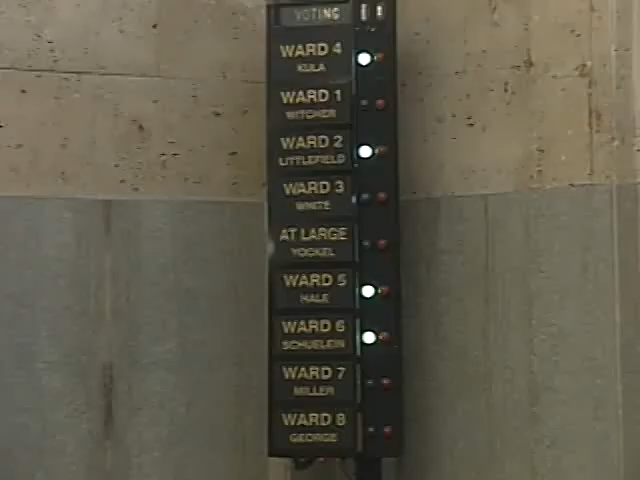 VOTING
WARD 4
KULA
WARD 1
WITCHER
WARD 2
LITTLEFIELD
WARD 3
WHITE
AT LARGE
YOCKEL
WARD 5
HALE
WARD 6
SCHUELEIN
WARD 7
MILLER
WARD 8
GEORGE